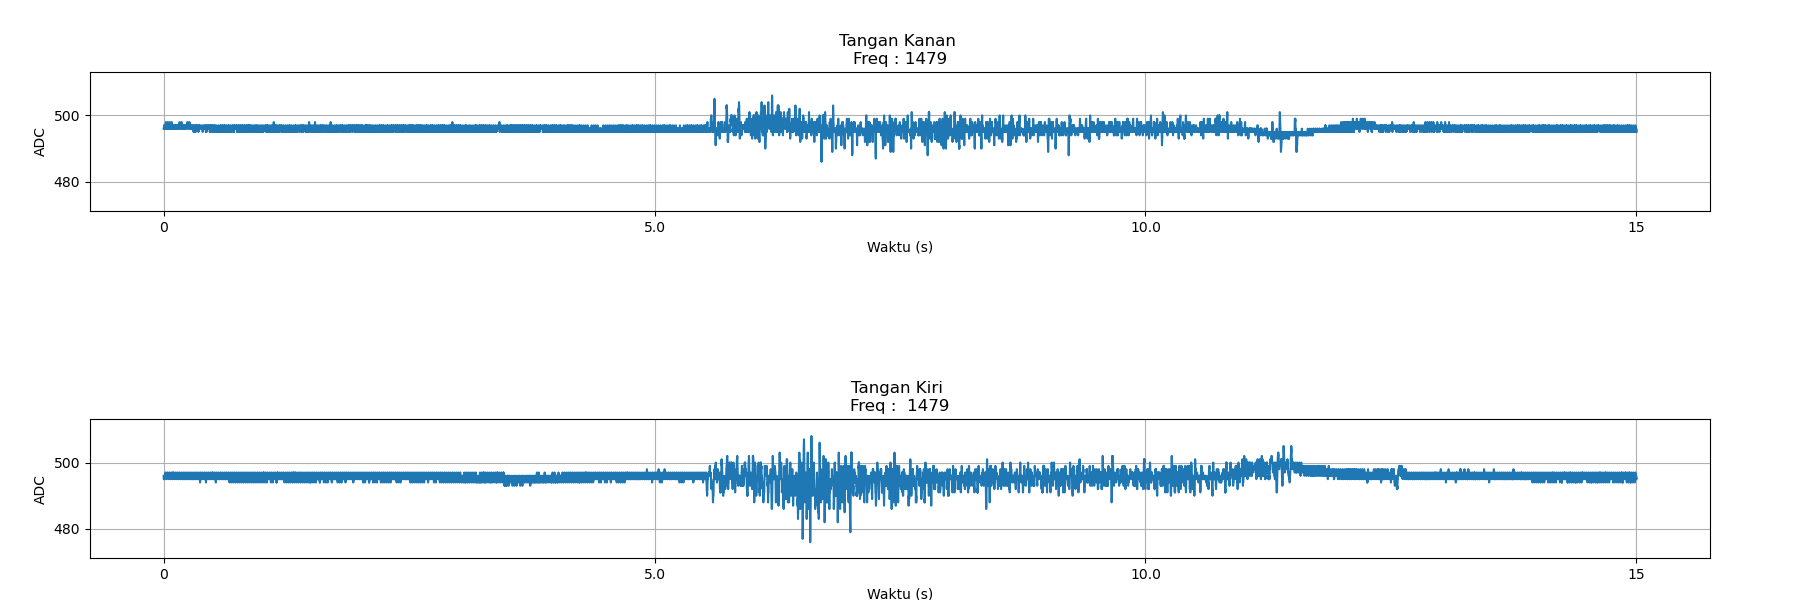 Tangan Kanan
Freq : 1479
500
480
ADC
0 5.0 10.0 15
Waktu (s)
Tangan Kiri
Freq :  1479
500
480
ADC
0 5.0 10.0 15
Waktu (s)